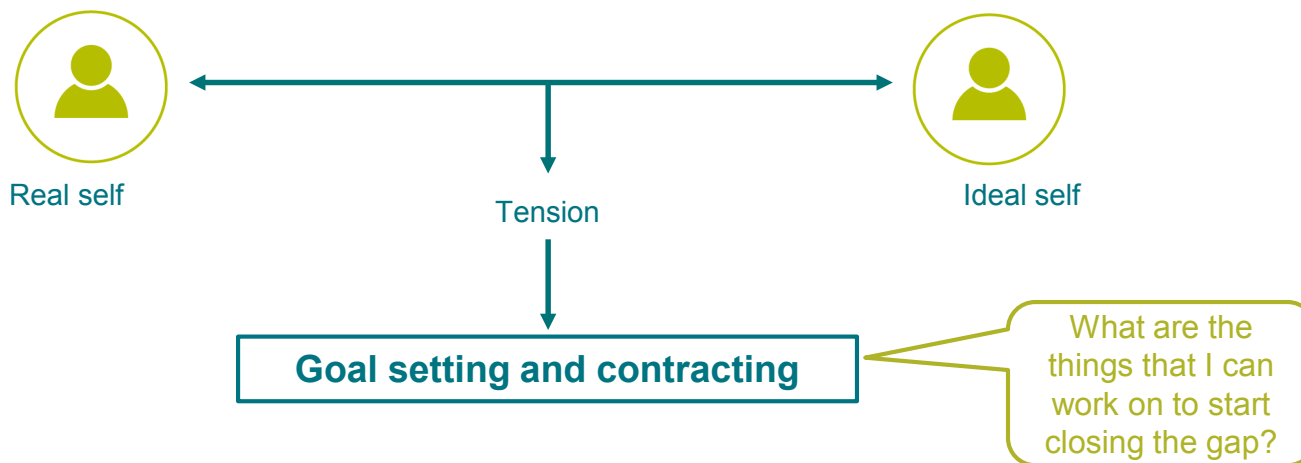 Real self
Ideal self
Tension
Goal setting and contracting
What are the
things that I can
work on to start
closing the gap?